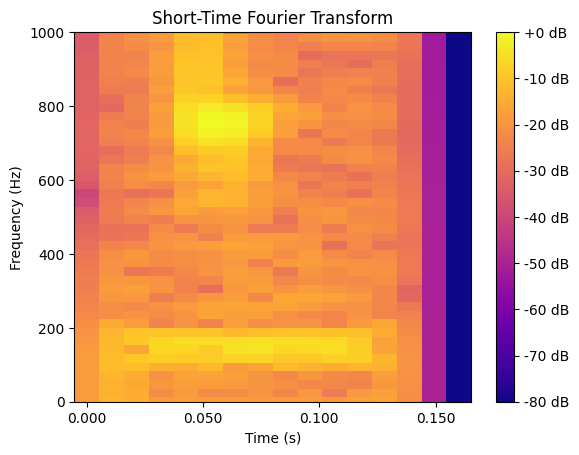 Short-Time Fourier Transform
1000
800
600
400
200
0
Frequency (Hz)
0.000
0.050
0.100
0.150
Time (s)
+0 dB
-10 dB
-20 dB
-30 dB
-40 dB
-50 dB
-60 dB
-70 dB
-80 dB